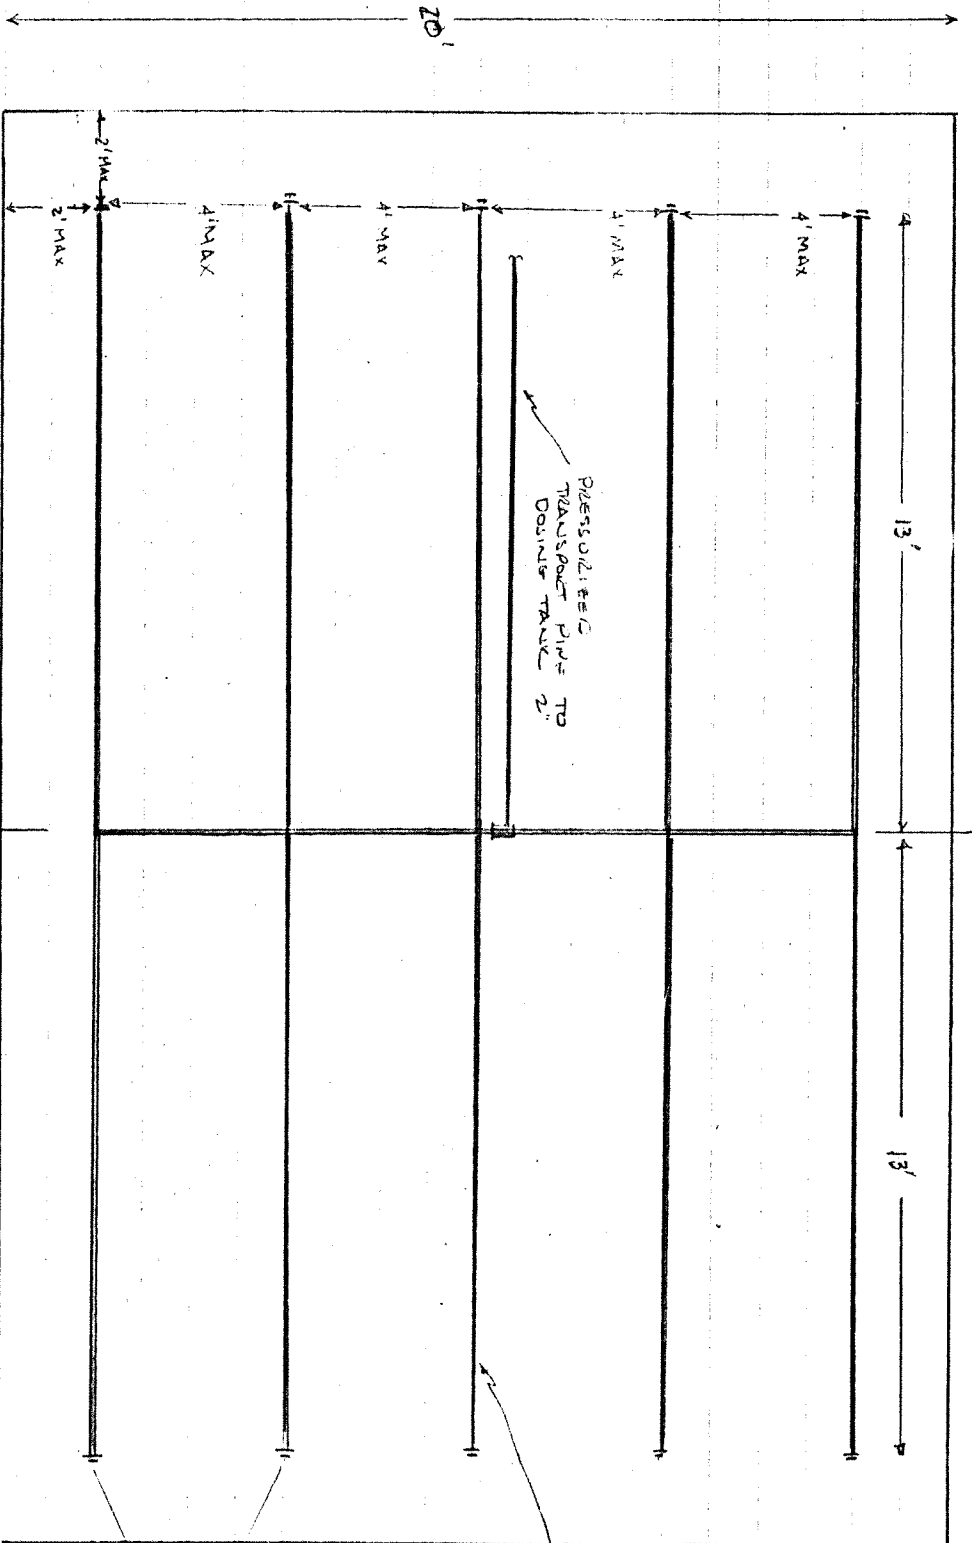 20'
2' MAX
2' MAX
4' MAX
4' MAX
4' MAX
4' MAX
13'
13'
PRESSURIZED
TRANSPORT PIPE TO
DOSING TANK 2"